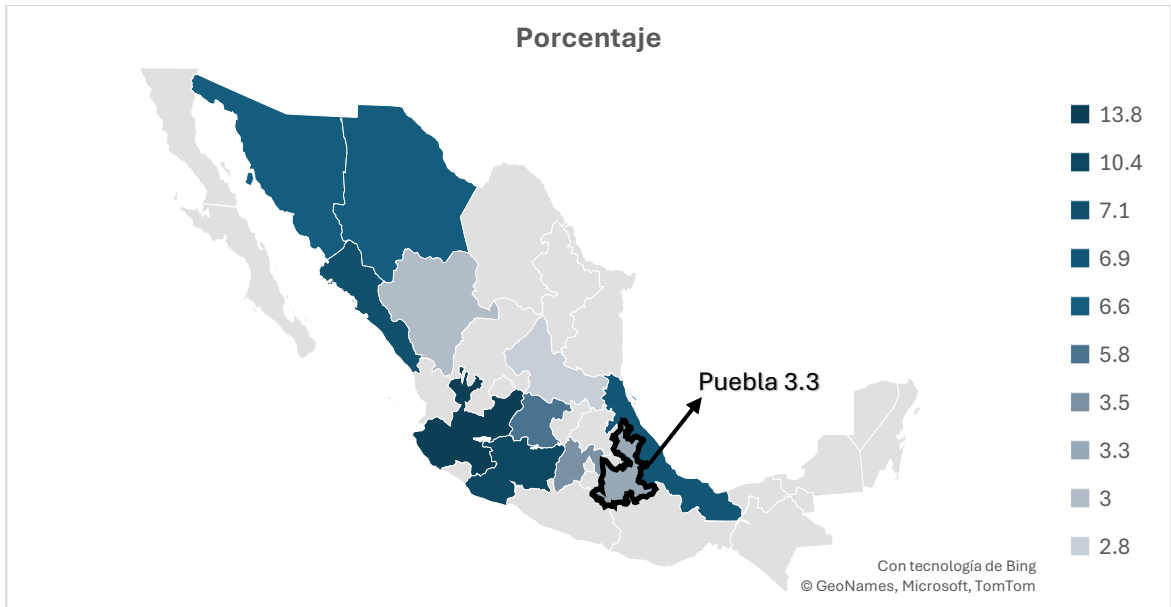 Porcentaje
13.8
10.4
7.1
6.9
6.6
5.8
3.5
3.3
3
2.8
Puebla 3.3
Con tecnología de Bing
© GeoNames, Microsoft, TomTom